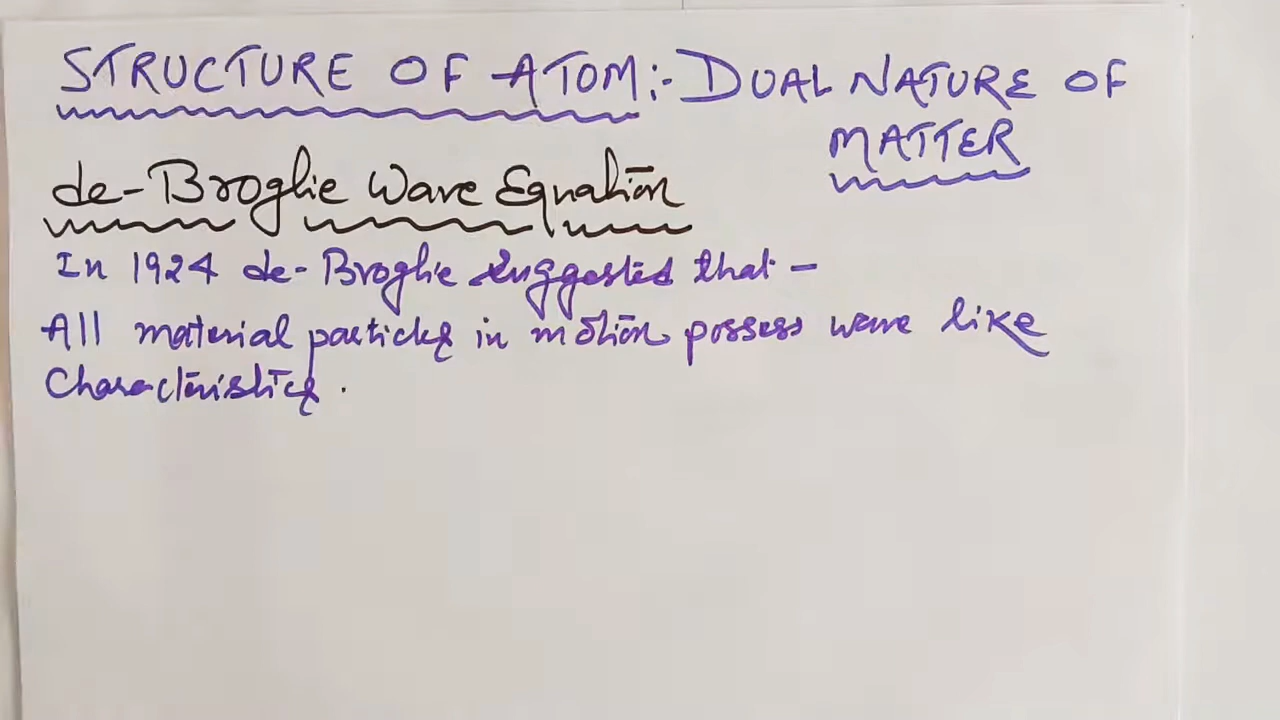 STRUCTURE OF ATOM:- DUAL NATURE OF
MATTER
de-Broglie Wave Equation
In 1924 de-Broglie suggested that -
All material particles in motion possess wave like
Characteristics.